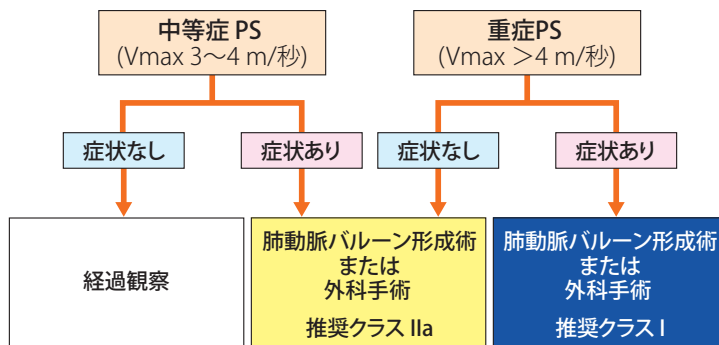 中等症 PS
(Vmax 3～4 m/秒)
重症PS
(Vmax ＞4 m/秒)
症状なし
症状あり
症状なし
症状あり
経過観察
肺動脈バルーン形成術
または
外科手術
推奨クラス IIa
肺動脈バルーン形成術
または
外科手術
推奨クラス I